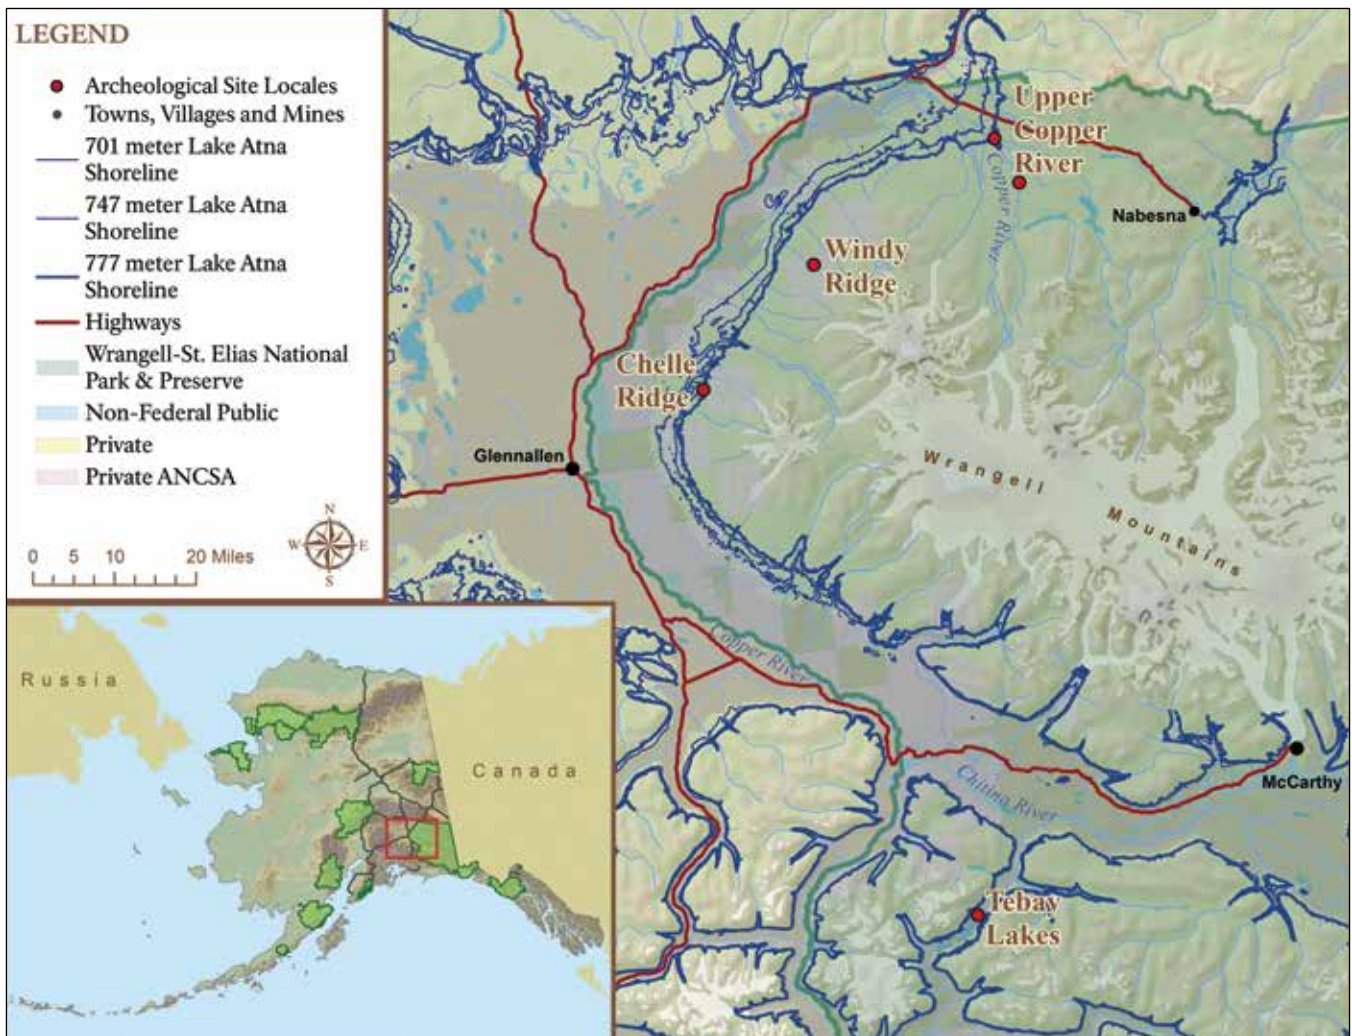 LEGEND
Archeological Site Locales
Towns, Villages and Mines
701 meter Lake Atna
Shoreline
747 meter Lake Atna
Shoreline
777 meter Lake Atna
Shoreline
Highways
Wrangell-St. Elias National
Park & Preserve
Non-Federal Public
Private
Private ANCSA
N
W E
S
0 5 10 20 Miles
Russia
Canada
Upper
Copper
River
Copper River
Nabesna
Windy
Ridge
Chelle
Ridge
Glennallen
Wrangell
Mountains
Copper River
Chitina River
McCarthy
Tebay
Lakes